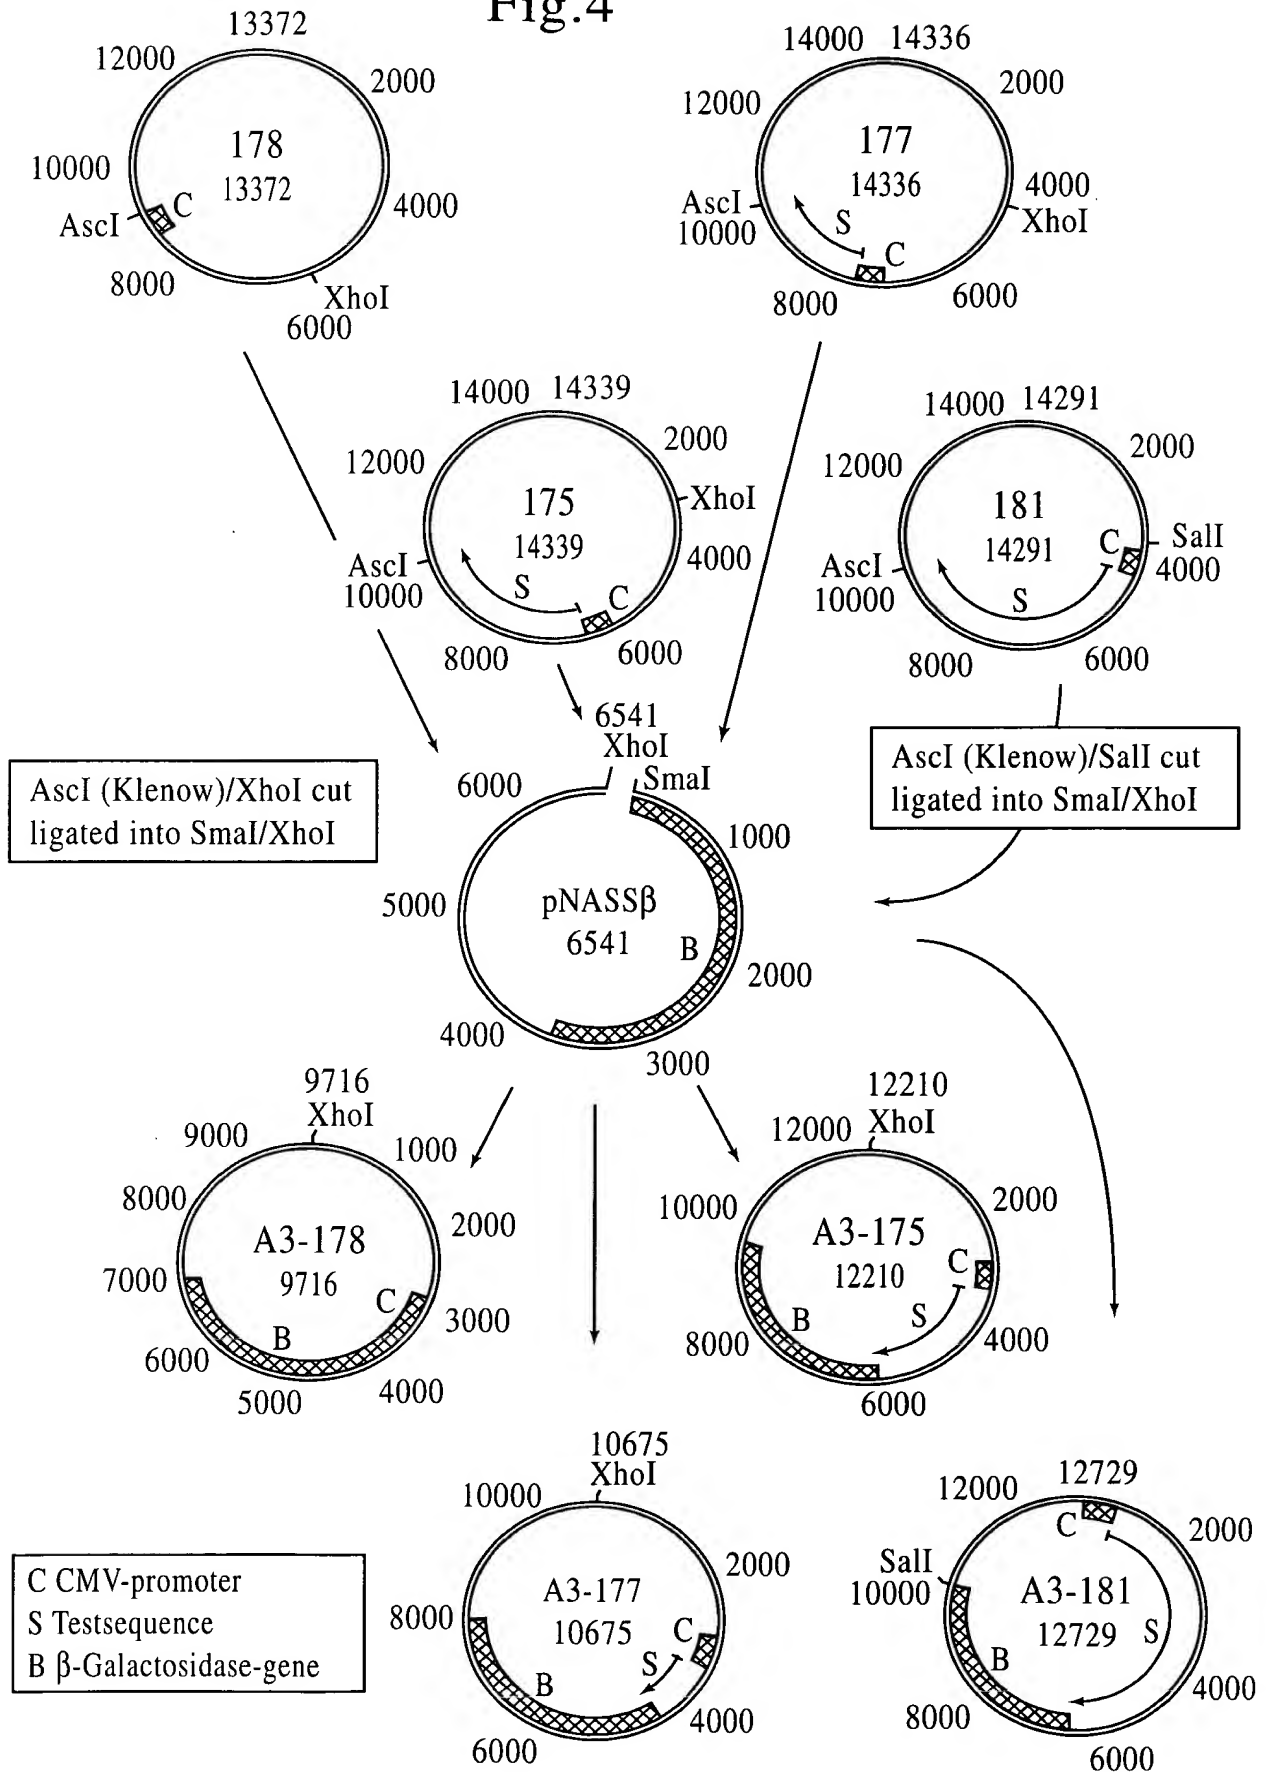 Fig.4
13372
12000
2000
178
13372
10000
4000
AscI
C
8000
XhoI
6000
14000 14336
12000
2000
177
14336
4000
AscI
10000
XhoI
S
C
8000
6000
14000 14339
12000
2000
175
14339
XhoI
AscI
10000
4000
S
C
8000
6000
14000 14291
12000
2000
181
14291
C
SalI
4000
AscI
10000
S
8000
6000
AscI (Klenow)/XhoI cut
ligated into SmaI/XhoI
6541
XhoI
SmaI
6000
1000
5000
pNASSβ
6541
B
2000
4000
3000
AscI (Klenow)/SalI cut
ligated into SmaI/XhoI
9716
XhoI
9000
1000
8000
2000
A3-178
9716
7000
C
3000
B
6000
5000
4000
12210
12000
XhoI
10000
2000
A3-175
12210
C
B
S
8000
4000
6000
10675
XhoI
10000
2000
A3-177
10675
8000
C
S
B
4000
6000
12729
12000
C
2000
SalI
10000
A3-181
12729
S
B
4000
8000
6000
C CMV-promoter
S Testsequence
B β-Galactosidase-gene